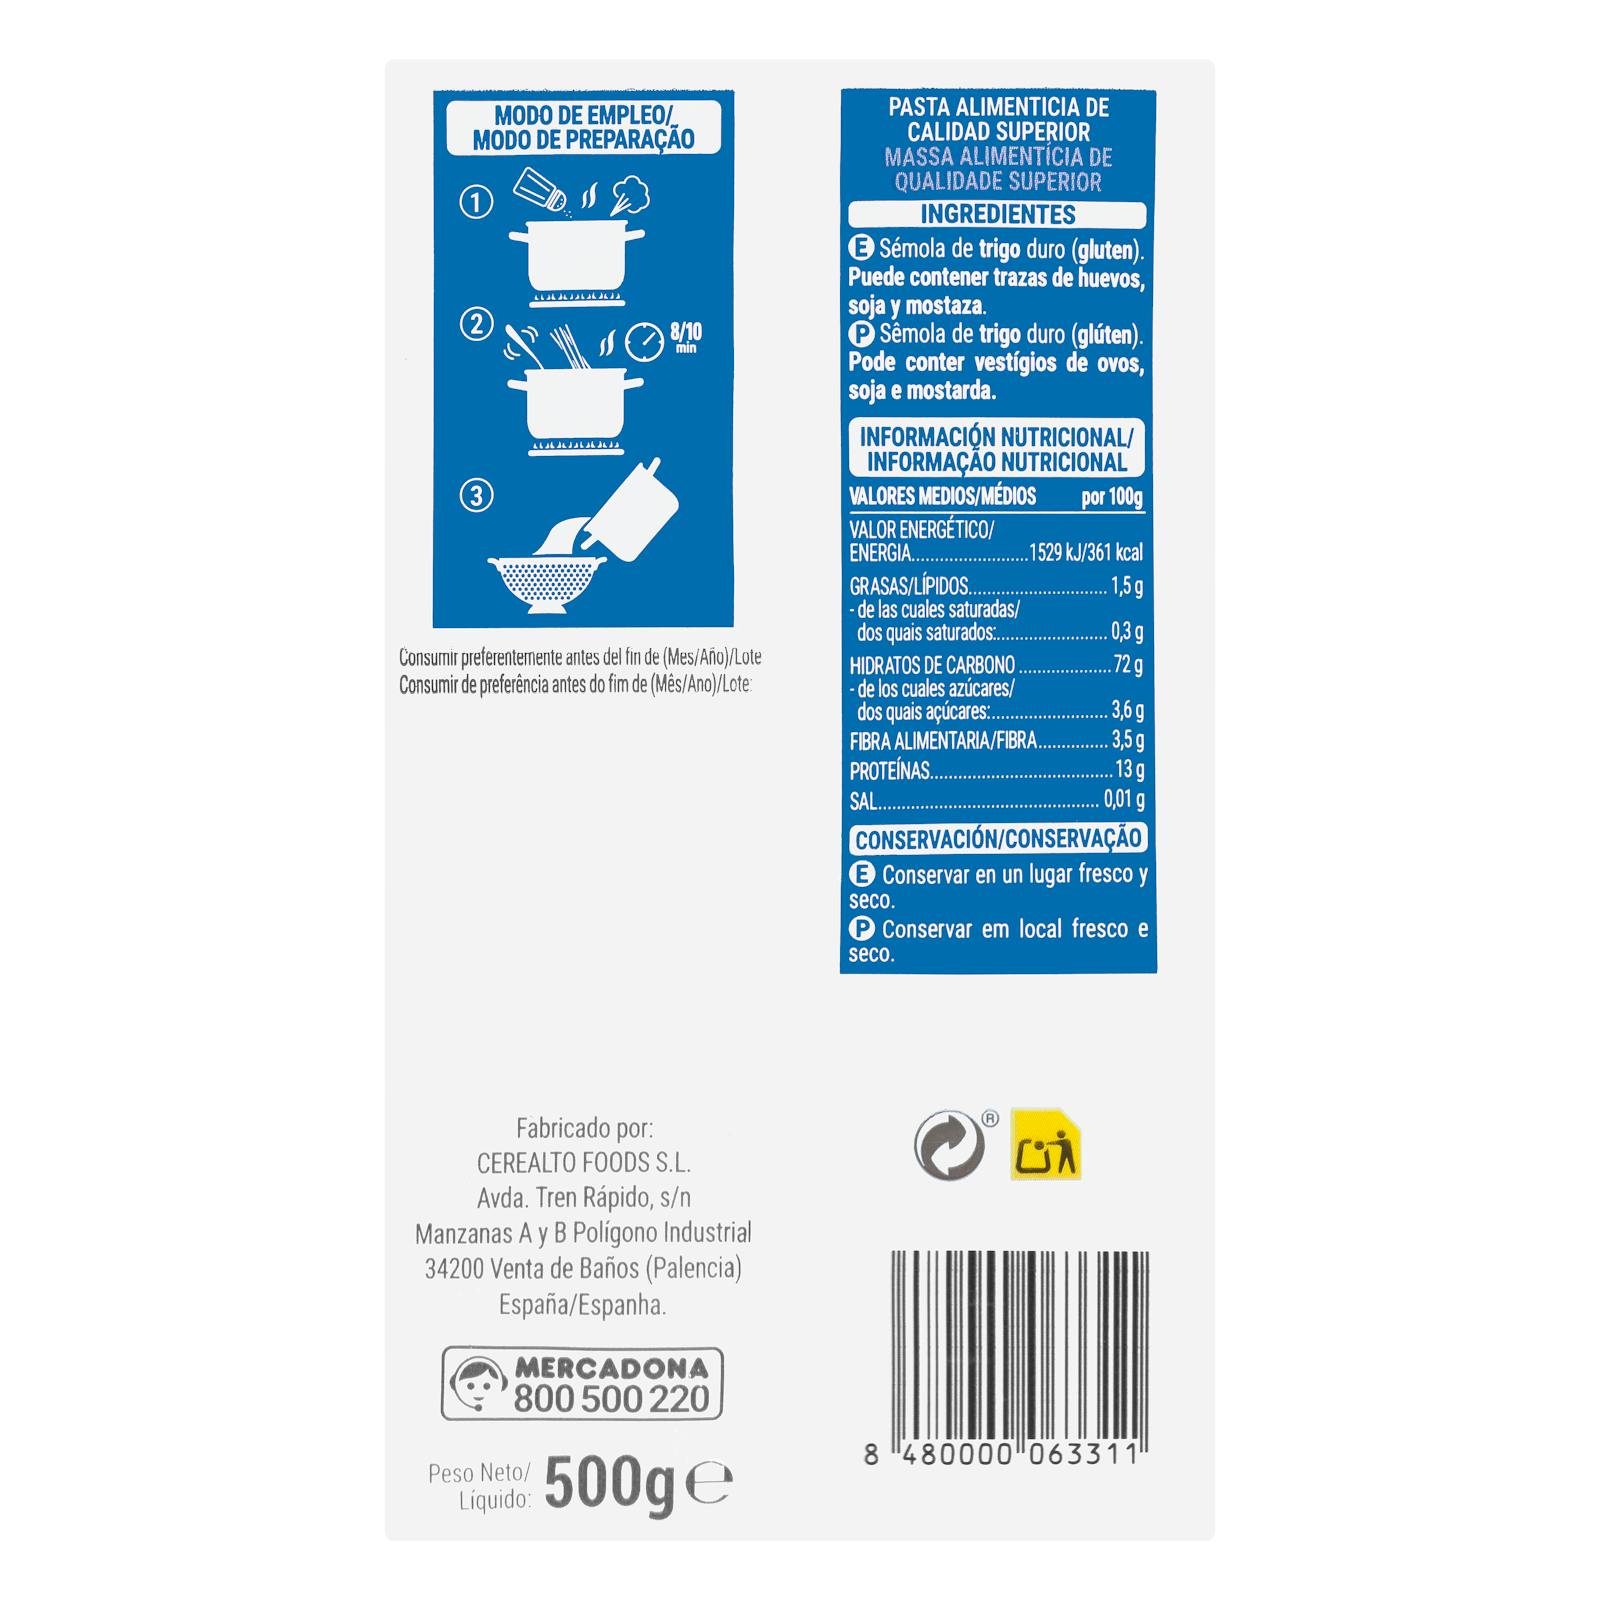 MODO DE EMPLEO/
MODO DE PREPARAÇÃO
1
2
8/10
min
3
Consumir preferentemente antes del fin de (Mes/Año)/Lote
Consumir de preferência antes do fim de (Mês/Ano)/Lote:
Fabricado por:
CEREALTO FOODS S.L.
Avda. Tren Rápido, s/n
Manzanas A y B Polígono Industrial
34200 Venta de Baños (Palencia)
España/Espanha.
MERCADONA
800 500 220
Peso Neto/
Líquido:
500g e
PASTA ALIMENTICIA DE
CALIDAD SUPERIOR
MASSA ALIMENTÍCIA DE
QUALIDADE SUPERIOR
INGREDIENTES
E Sémola de trigo duro (gluten).
Puede contener trazas de huevos,
soja y mostaza.
P Sêmola de trigo duro (glúten).
Pode conter vestígios de ovos,
soja e mostarda.
INFORMACIÓN NUTRICIONAL/
INFORMAÇÃO NUTRICIONAL
VALORES MEDIOS/MÉDIOS por 100g
VALOR ENERGÉTICO/
ENERGIA..................1529 kJ/361 kcal
GRASAS/LÍPIDOS..................... 1,5 g
- de las cuales saturadas/
dos quais saturados:.................. 0,3 g
HIDRATOS DE CARBONO ...............72 g
- de los cuales azúcares/
dos quais açúcares:.................... 3,6 g
FIBRA ALIMENTARIA/FIBRA............ 3,5 g
PROTEÍNAS............................. 13 g
SAL................................... 0,01 g
CONSERVACIÓN/CONSERVAÇÃO
E Conservar en un lugar fresco y
seco.
P Conservar em local fresco e
seco.
®
8 480000 063311